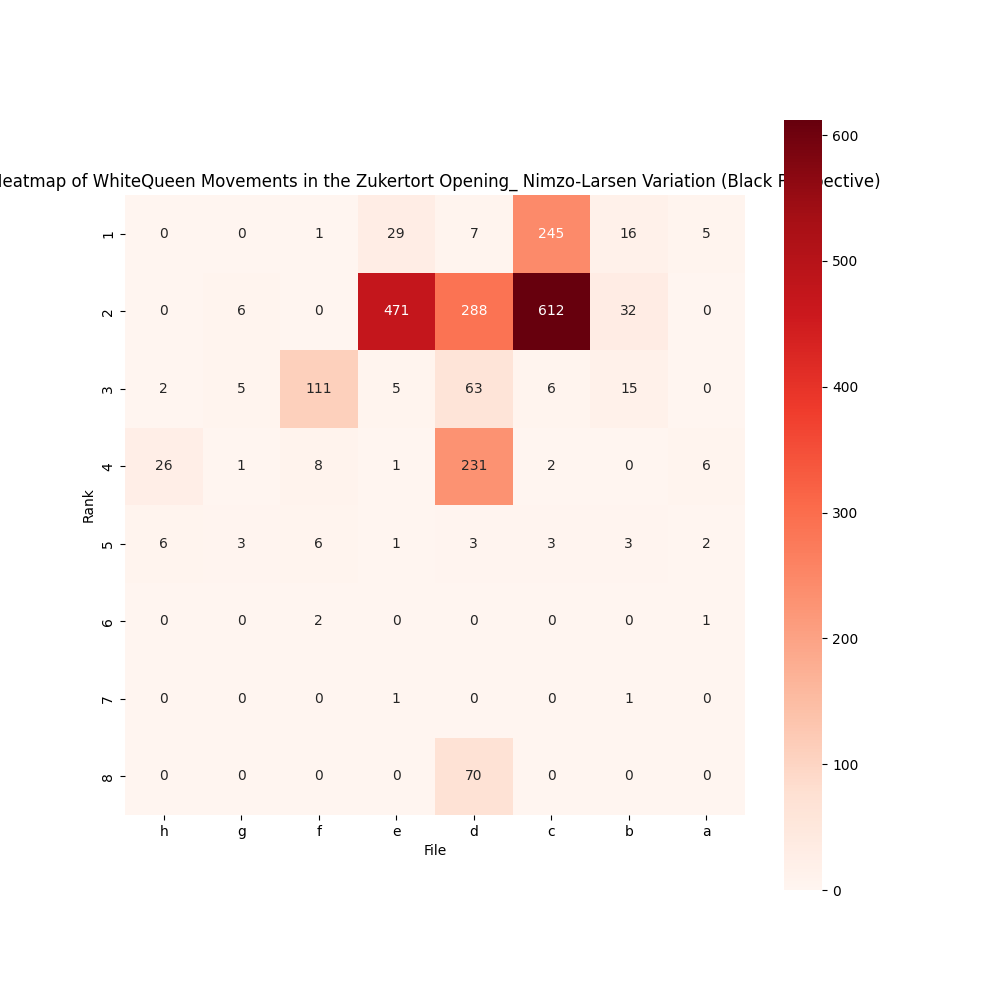 Heatmap of WhiteQueen Movements in the Zukertort Opening_ Nimzo-Larsen Variation (Black Perspective)
1 0 0 1 29 7 245 16 5
2 0 6 0 471 288 612 32 0
3 2 5 111 5 63 6 15 0
4 26 1 8 1 231 2 0 6
5 6 3 6 1 3 3 3 2
6 0 0 2 0 0 0 0 1
7 0 0 0 1 0 0 1 0
8 0 0 0 0 70 0 0 0
Rank
h g f e d c b a
File
600
500
400
300
200
100
0